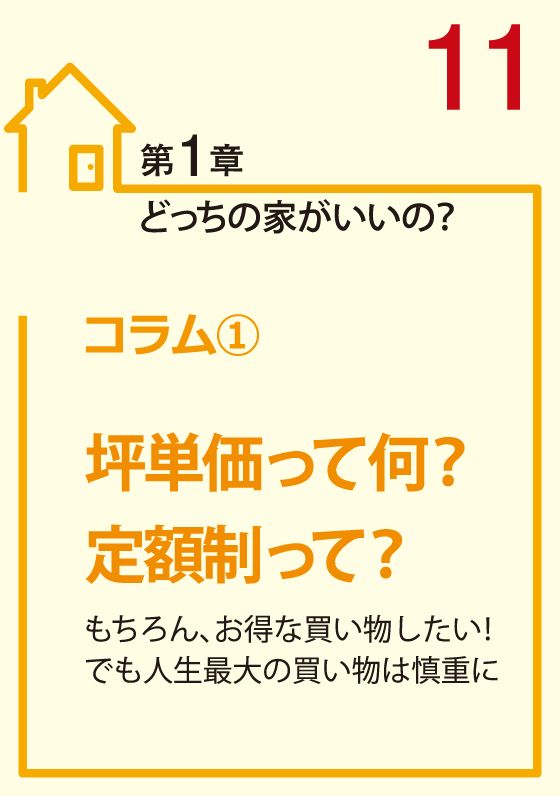 11
第1章
どっちの家がいいの?
コラム①
坪単価って何?
定額制って?
もちろん、お得な買い物したい!
でも人生最大の買い物は慎重に